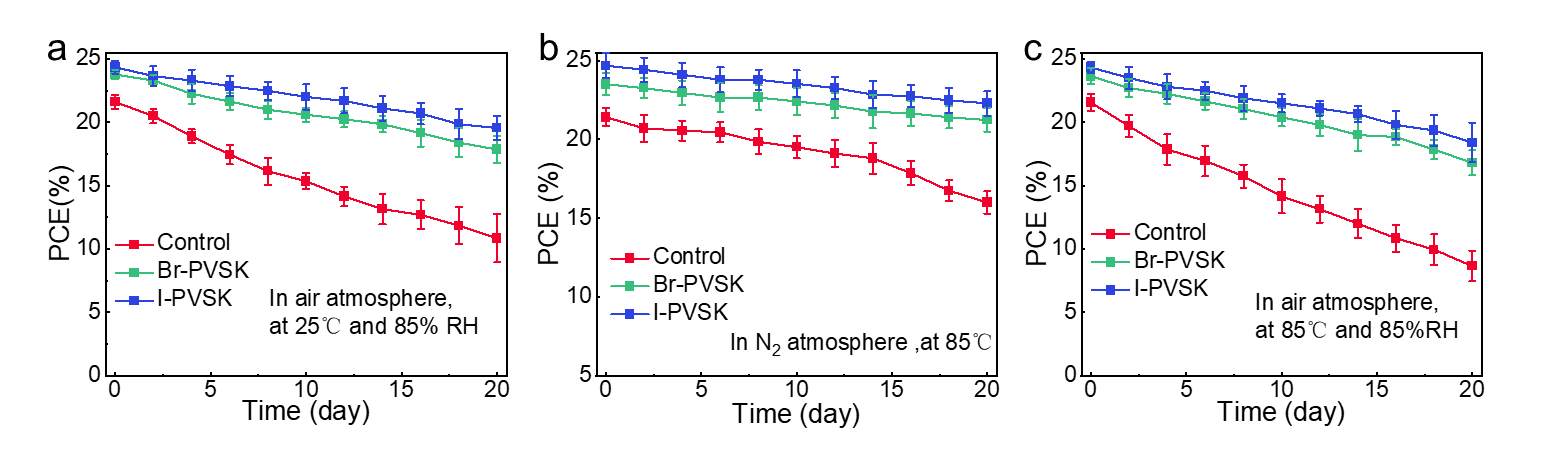 a
25
20
15
10
5
0
PCE(%)
Control
Br-PVSK
I-PVSK
In air atmosphere,
at 25℃ and 85% RH
0 5 10 15 20
Time (day)
b
25
20
15
10
5
PCE (%)
Control
Br-PVSK
I-PVSK
In N₂ atmosphere ,at 85℃
0 5 10 15 20
Time (day)
c
25
20
15
10
5
0
PCE (%)
Control
Br-PVSK
I-PVSK
In air atmosphere,
at 85℃ and 85%RH
0 5 10 15 20
Time (day)